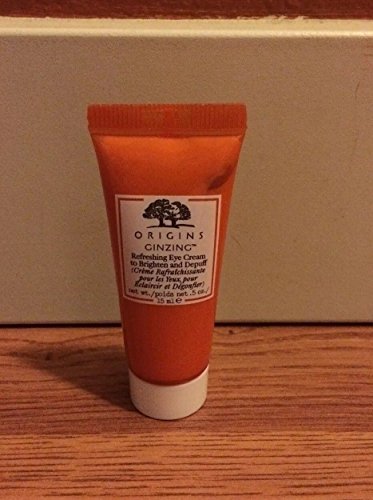 ORIGINS
GINZING™
Refreshing Eye Cream
to Brighten and Depuff
(Crème Rafraîchissante
pour les Yeux, pour
Éclaircir et Dégonfler)
net wt./poids net .5 oz./
15 ml e